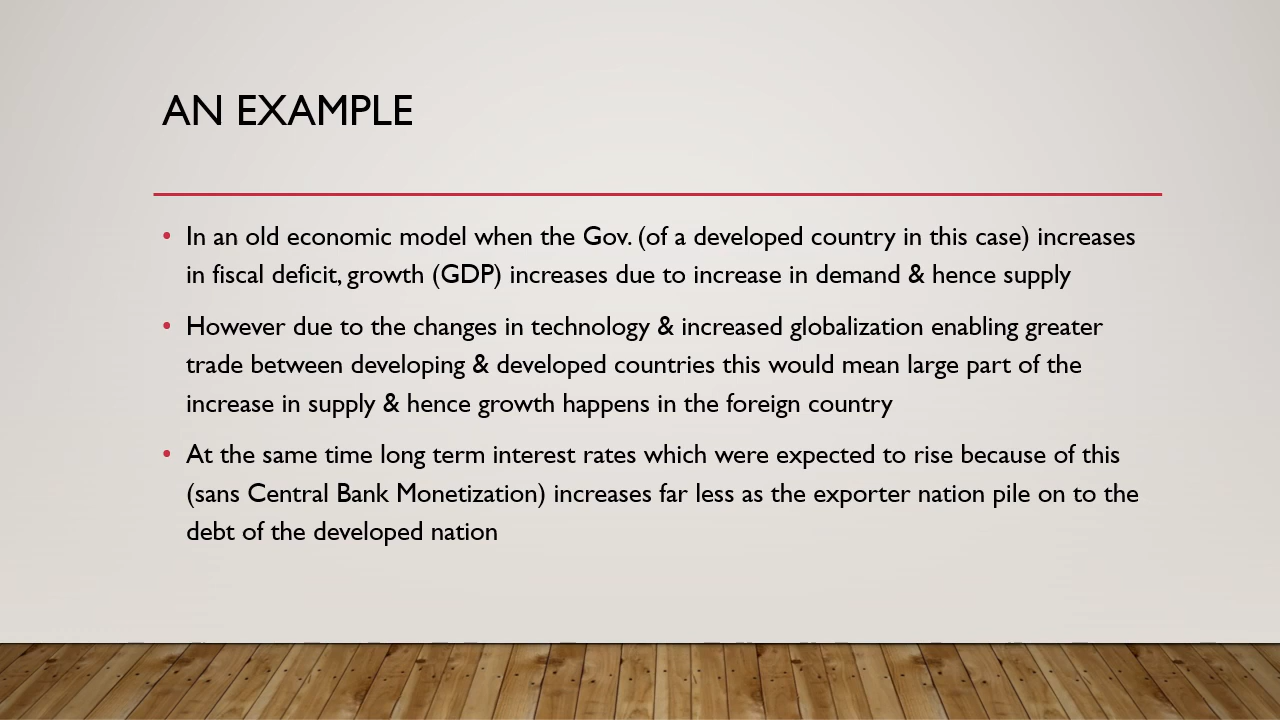 AN EXAMPLE
• In an old economic model when the Gov. (of a developed country in this case) increases
in fiscal deficit, growth (GDP) increases due to increase in demand & hence supply
• However due to the changes in technology & increased globalization enabling greater
trade between developing & developed countries this would mean large part of the
increase in supply & hence growth happens in the foreign country
• At the same time long term interest rates which were expected to rise because of this
(sans Central Bank Monetization) increases far less as the exporter nation pile on to the
debt of the developed nation